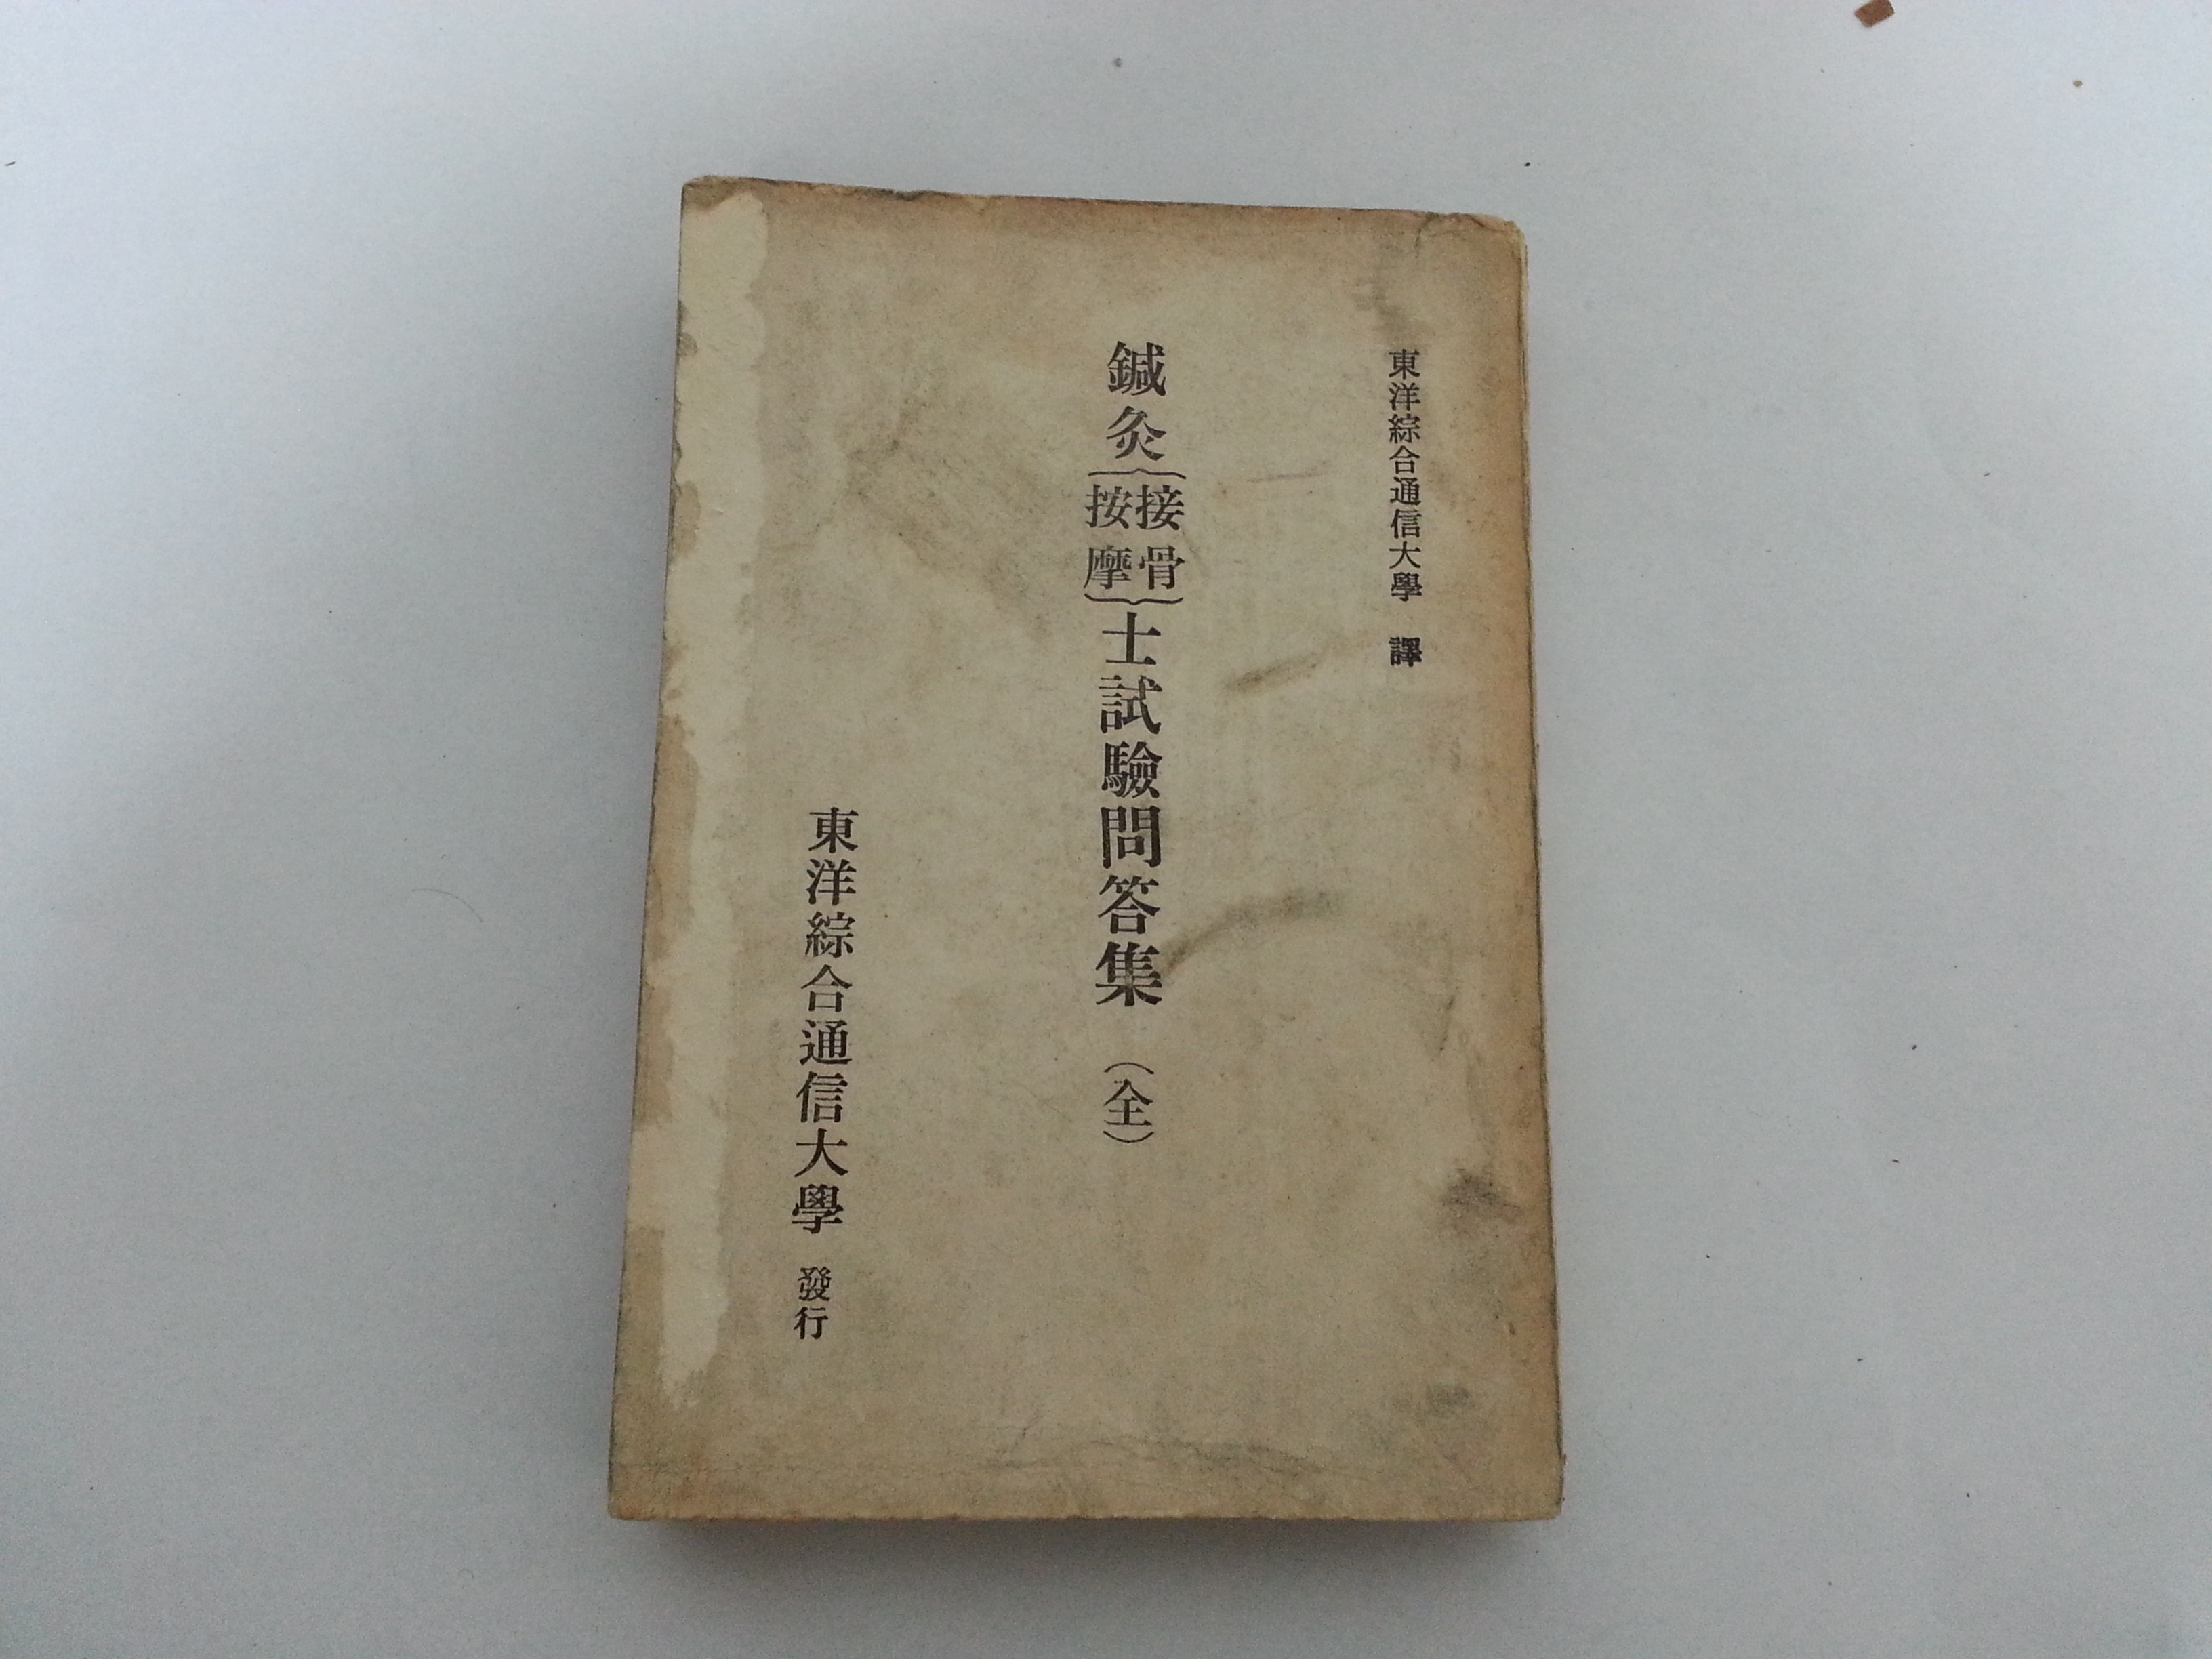 東洋綜合通信大學 譯
鍼灸{接骨 按摩}士試驗問答集 (全)
東洋綜合通信大學 發行